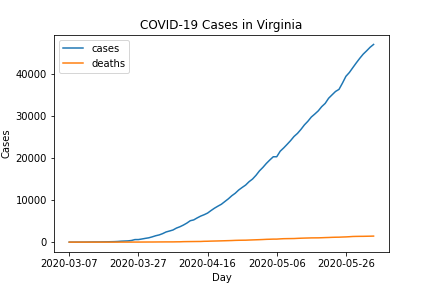 COVID-19 Cases in Virginia
cases
deaths
40000
30000
20000
10000
0
Cases
2020-03-07 2020-03-27 2020-04-16 2020-05-06 2020-05-26
Day